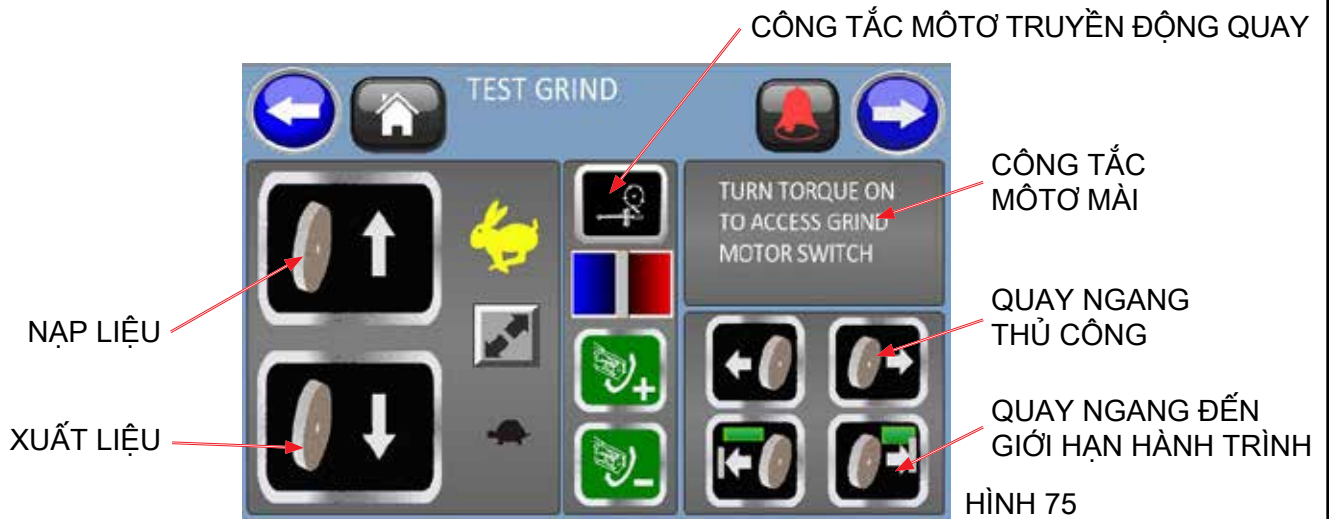 CÔNG TẮC MÔTƠ TRUYỀN ĐỘNG QUAY
TEST GRIND
TURN TORQUE ON
TO ACCESS GRIND
MOTOR SWITCH
CÔNG TẮC
MÔTƠ MÀI
NẠP LIỆU
QUAY NGANG
THỦ CÔNG
XUẤT LIỆU
QUAY NGANG ĐẾN
GIỚI HẠN HÀNH TRÌNH
HÌNH 75